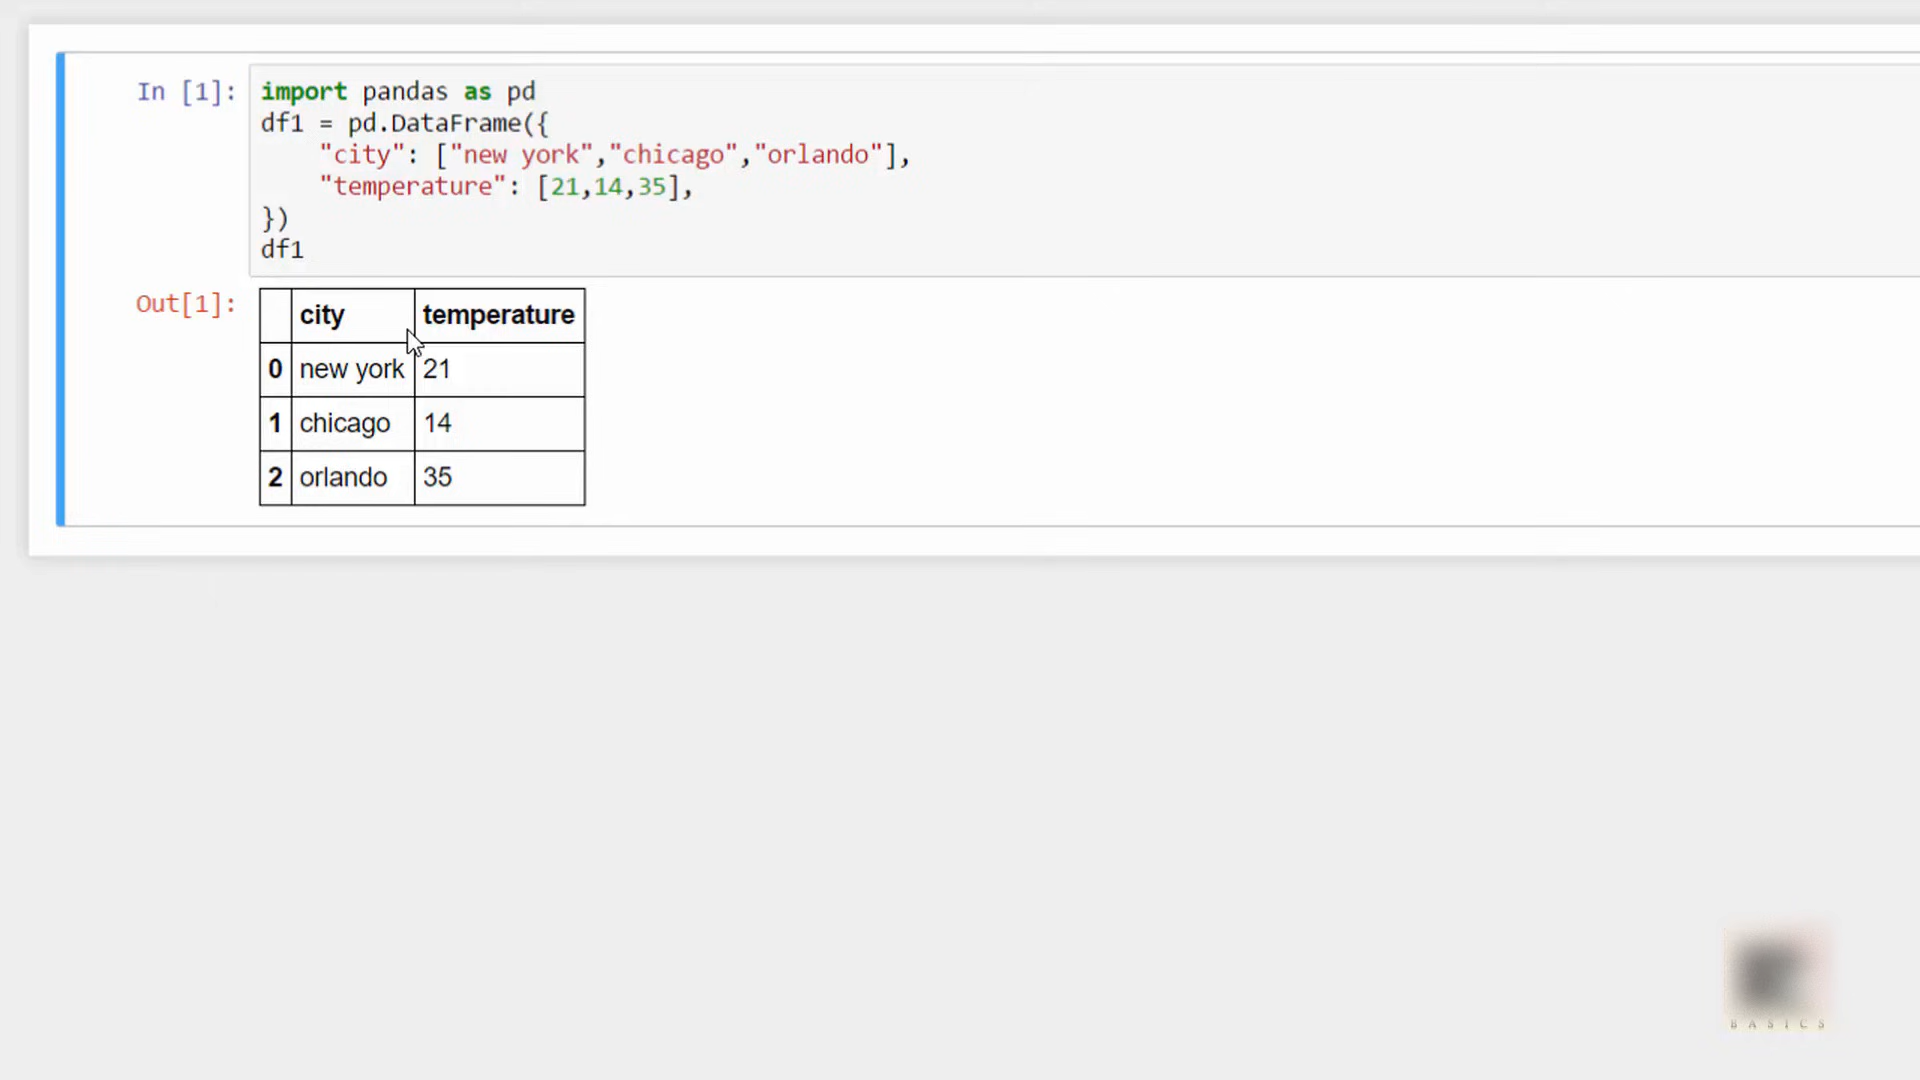 In [1]: import pandas as pd
df1 = pd.DataFrame({
    "city": ["new york","chicago","orlando"],
    "temperature": [21,14,35],
})
df1
Out[1]:
city temperature
0 new york 21
1 chicago 14
2 orlando 35
BASICS